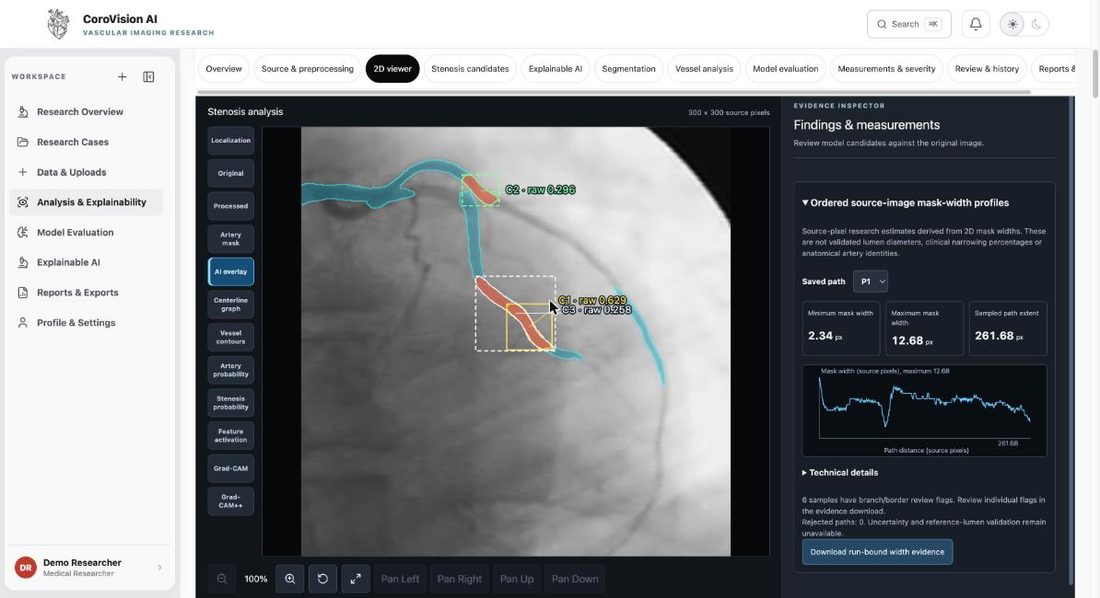 CoroVision AI
VASCULAR IMAGING RESEARCH
Search ⌘K
WORKSPACE
Research Overview
Research Cases
Data & Uploads
Analysis & Explainability
Model Evaluation
Explainable AI
Reports & Exports
Profile & Settings
DR
Demo Researcher
Medical Researcher
Overview
Source & preprocessing
2D viewer
Stenosis candidates
Explainable AI
Segmentation
Vessel analysis
Model evaluation
Measurements & severity
Review & history
Reports &
Stenosis analysis
300 × 300 source pixels
Localization
Original
Processed
Artery
mask
AI overlay
Centerline
graph
Vessel
contours
Artery
probability
Stenosis
probability
Feature
activation
Grad-CAM
Grad-
CAM++
C2 · raw 0.296
C1 · raw 0.629
C3 · raw 0.258
100%
Pan Left
Pan Right
Pan Up
Pan Down
EVIDENCE INSPECTOR
Findings & measurements
Review model candidates against the original image.
▼ Ordered source-image mask-width profiles
Source-pixel research estimates derived from 2D mask widths. These
are not validated lumen diameters, clinical narrowing percentages or
anatomical artery identities.
Saved path P1
Minimum mask width
2.34 px
Maximum mask
width
12.68 px
Sampled path extent
261.68 px
Mask width (source pixels), maximum 12.68
261.68
Path distance (source pixels)
▶ Technical details
6 samples have branch/border review flags. Review individual flags in
the evidence download.
Rejected paths: 0. Uncertainty and reference-lumen validation remain
unavailable.
Download run-bound width evidence